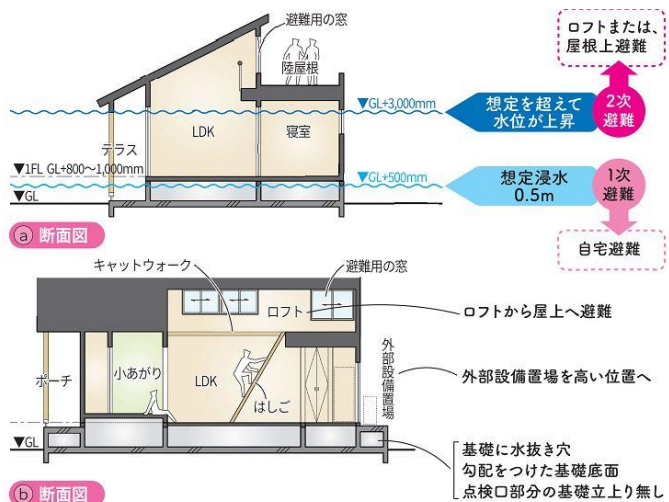 避難用の窓
陸屋根
LDK
寝室
テラス
▼1FL GL+800〜1,000mm
▼GL
▼GL+3,000mm
▼GL+500mm
想定を超えて
水位が上昇
2次
避難
ロフトまたは、
屋根上避難
想定浸水
0.5m
1次
避難
自宅避難
ⓐ 断面図
キャットウォーク
避難用の窓
ロフト
ロフトから屋上へ避難
ポーチ
小あがり
LDK
はしご
外部設備置場
外部設備置場を高い位置へ
▼GL
基礎に水抜き穴
勾配をつけた基礎底面
点検口部分の基礎立上り無し
ⓑ 断面図